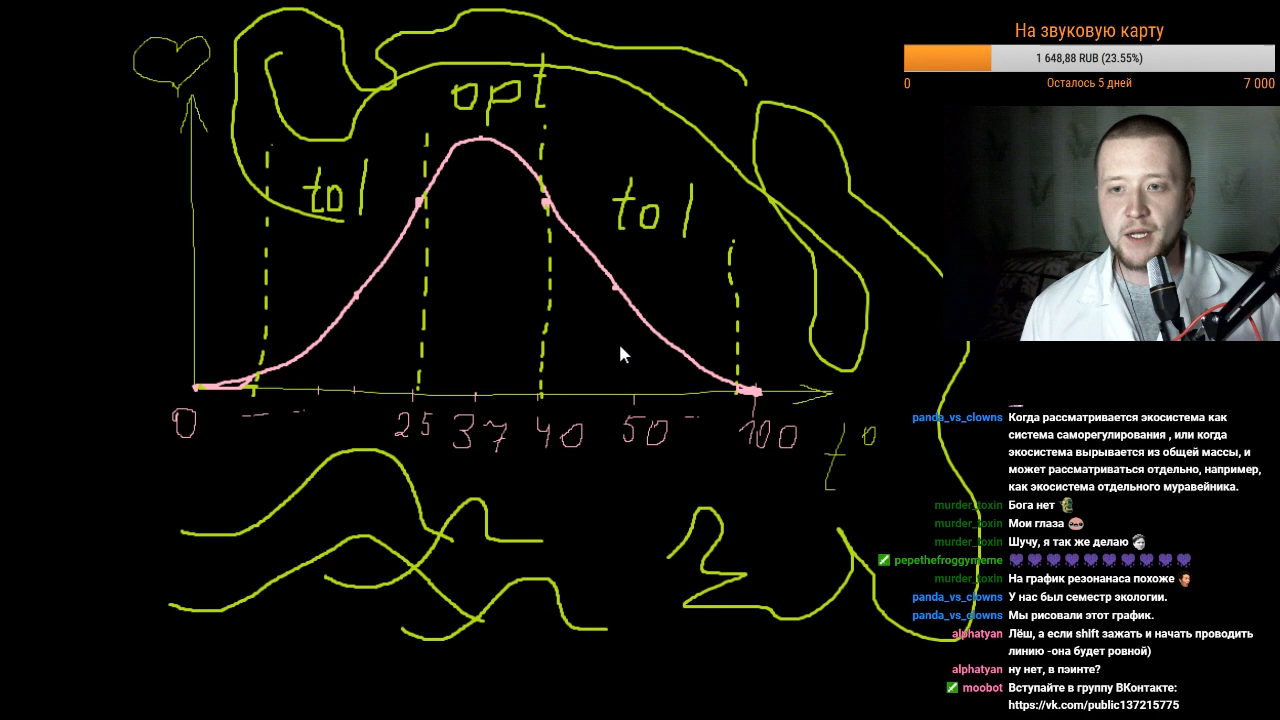 На звуковую карту
1 648,88 RUB (23.55%)
0 Осталось 5 дней 7 000
opt
tol
tol
0 25 37 40 50 100 t°
panda_vs_clowns Когда рассматривается экосистема как
система саморегулирования , или когда
экосистема вырывается из общей массы, и
может рассматриваться отдельно, например,
как экосистема отдельного муравейника.
murder_toxin Бога нет
murder_toxin Мои глаза
murder_toxin Шучу, я так же делаю
pepethefroggymeme
murder_toxin На график резонанаса похоже
panda_vs_clowns У нас был семестр экологии.
panda_vs_clowns Мы рисовали этот график.
alphatyan Лёш, а если shift зажать и начать проводить
линию -она будет ровной)
alphatyan ну нет, в пэинте?
moobot Вступайте в группу ВКонтакте:
https://vk.com/public137215775